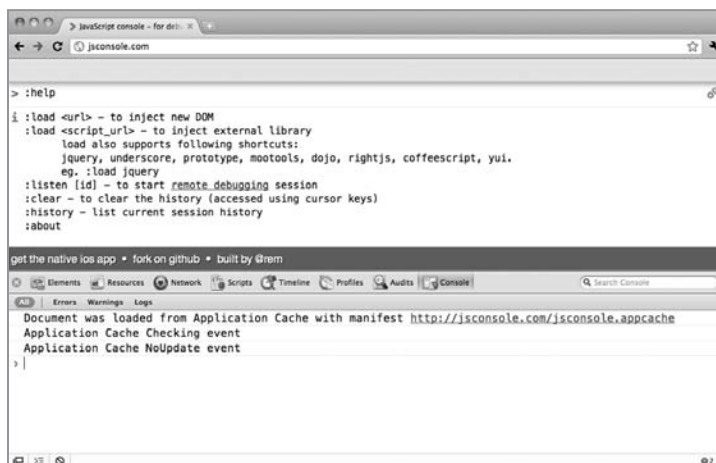 JavaScript console – for deb
jsconsole.com
> :help
i :load <url> – to inject new DOM
:load <script_url> – to inject external library
load also supports following shortcuts:
jquery, underscore, prototype, mootools, dojo, rightjs, coffeescript, yui.
eg. :load jquery
:listen [id] – to start remote debugging session
:clear – to clear the history (accessed using cursor keys)
:history – list current session history
:about
get the native ios app • fork on github • built by @rem
Elements Resources Network Scripts Timeline Profiles Audits Console Search Console
All Errors Warnings Logs
Document was loaded from Application Cache with manifest http://jsconsole.com/jsconsole.appcache
Application Cache Checking event
Application Cache NoUpdate event
>
2